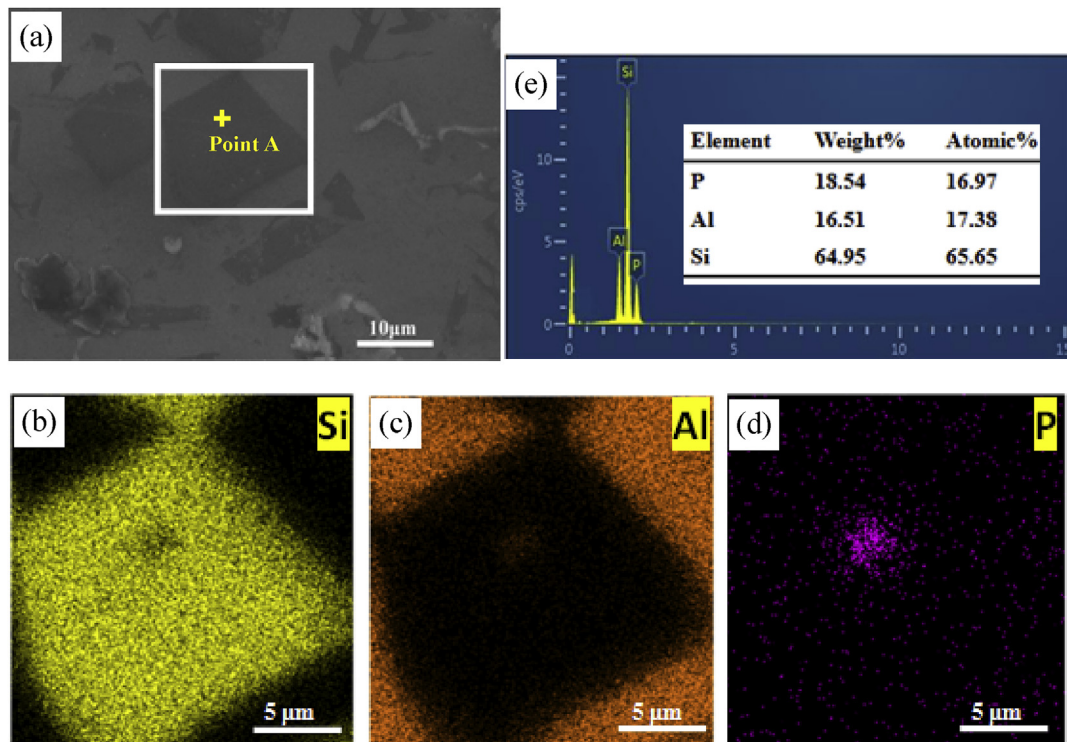 (a)
Point A
10μm
(e)
cps/eV
10
5
0
0
5
10
15
Si
Al
P
Element Weight% Atomic%
P 18.54 16.97
Al 16.51 17.38
Si 64.95 65.65
(b)
Si
5 μm
(c)
Al
5 μm
(d)
P
5 μm